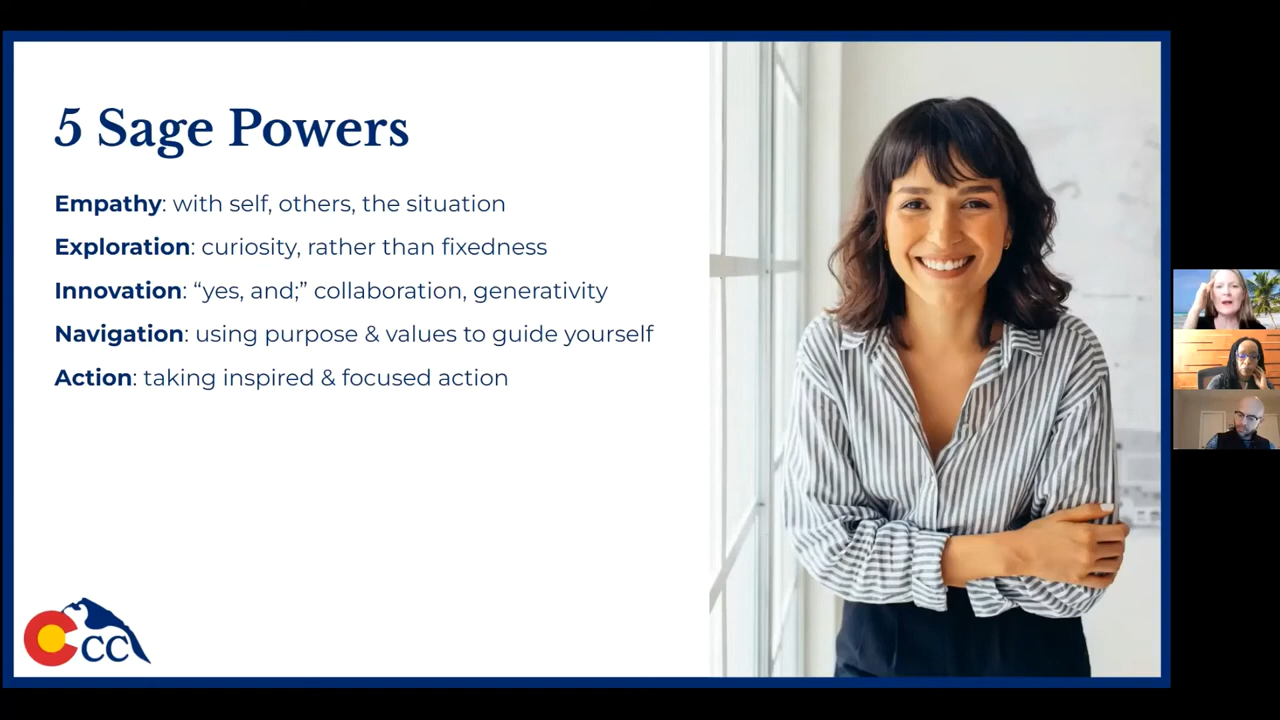 5 Sage Powers
Empathy: with self, others, the situation
Exploration: curiosity, rather than fixedness
Innovation: “yes, and;” collaboration, generativity
Navigation: using purpose & values to guide yourself
Action: taking inspired & focused action
CCC